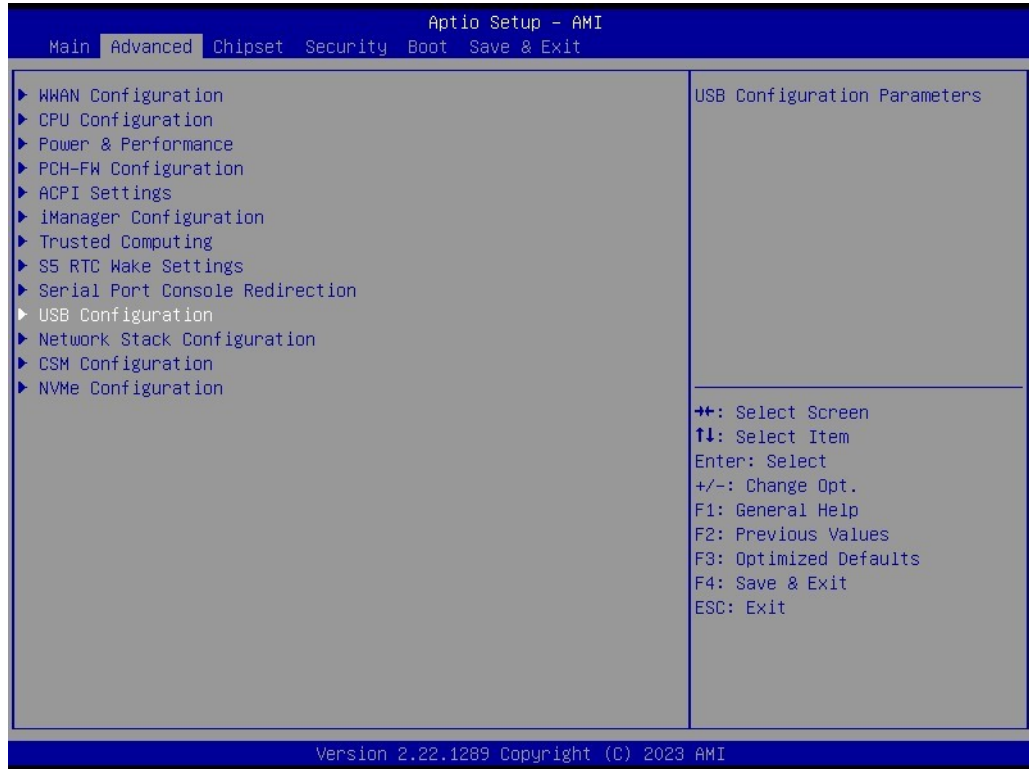 Aptio Setup – AMI
Main Advanced Chipset Security Boot Save & Exit
▶ WWAN Configuration
▶ CPU Configuration
▶ Power & Performance
▶ PCH-FW Configuration
▶ ACPI Settings
▶ iManager Configuration
▶ Trusted Computing
▶ S5 RTC Wake Settings
▶ Serial Port Console Redirection
▶ USB Configuration
▶ Network Stack Configuration
▶ CSM Configuration
▶ NVMe Configuration
USB Configuration Parameters
→←: Select Screen
↑↓: Select Item
Enter: Select
+/-: Change Opt.
F1: General Help
F2: Previous Values
F3: Optimized Defaults
F4: Save & Exit
ESC: Exit
Version 2.22.1289 Copyright (C) 2023 AMI